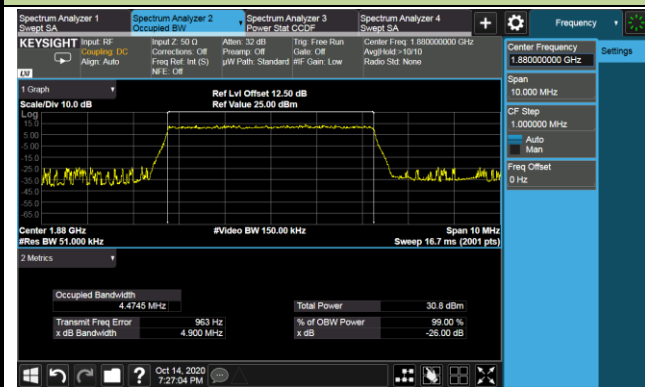 Spectrum Analyzer 1
Swept SA
Spectrum Analyzer 2
Occupied BW
Spectrum Analyzer 3
Power Stat CCDF
Spectrum Analyzer 4
Swept SA
+
Frequency
KEYSIGHT
Input: RF
Coupling: DC
Align: Auto
Input Z: 50 Ω
Corrections: Off
Freq Ref: Int (S)
NFE: Off
Atten: 32 dB
Preamp: Off
µW Path: Standard
Trig: Free Run
Gate: Off
#IF Gain: Low
Center Freq: 1.880000000 GHz
Avg|Hold:>10/10
Radio Std: None
LXI
Center Frequency
1.880000000 GHz
Settings
Span
10.000 MHz
CF Step
1.000000 MHz
Auto
Man
Freq Offset
0 Hz
1 Graph
Scale/Div 10.0 dB
Ref Lvl Offset 12.50 dB
Ref Value 25.00 dBm
Log
15.0
5.00
-5.00
-15.0
-25.0
-35.0
-45.0
-55.0
-65.0
Center 1.88 GHz
#Video BW 150.00 kHz
Span 10 MHz
#Res BW 51.000 kHz
Sweep 16.7 ms (2001 pts)
2 Metrics
Occupied Bandwidth
4.4745 MHz
Total Power 30.8 dBm
Transmit Freq Error 963 Hz
% of OBW Power 99.00 %
x dB Bandwidth 4.900 MHz
x dB -26.00 dB
?
Oct 14, 2020
7:27:04 PM